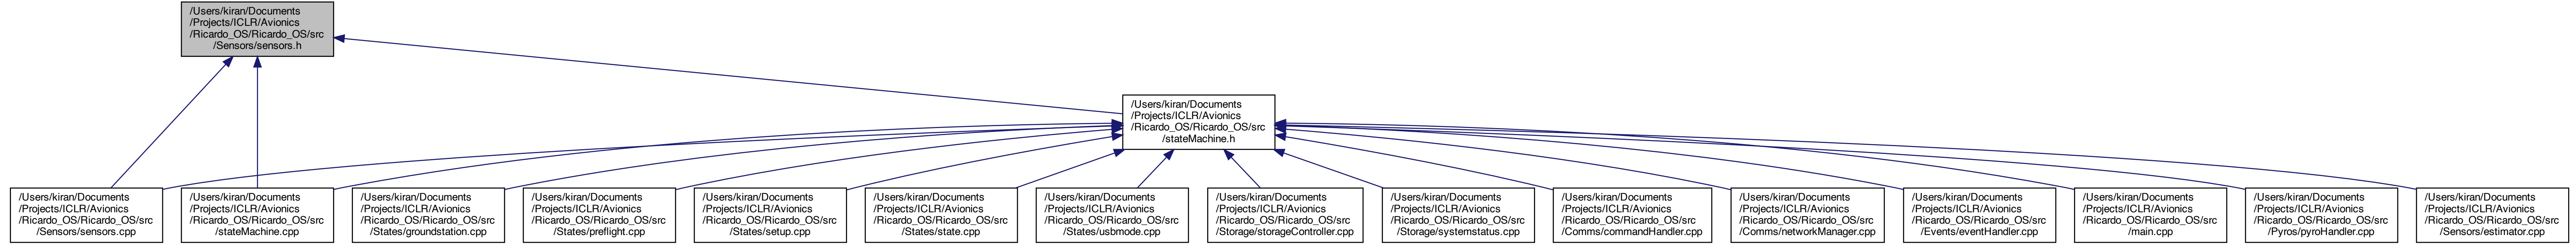 /Users/kiran/Documents
/Projects/ICLR/Avionics
/Ricardo_OS/Ricardo_OS/src
/Sensors/sensors.h
/Users/kiran/Documents
/Projects/ICLR/Avionics
/Ricardo_OS/Ricardo_OS/src
/stateMachine.h
/Users/kiran/Documents
/Projects/ICLR/Avionics
/Ricardo_OS/Ricardo_OS/src
/Sensors/sensors.cpp
/Users/kiran/Documents
/Projects/ICLR/Avionics
/Ricardo_OS/Ricardo_OS/src
/stateMachine.cpp
/Users/kiran/Documents
/Projects/ICLR/Avionics
/Ricardo_OS/Ricardo_OS/src
/States/groundstation.cpp
/Users/kiran/Documents
/Projects/ICLR/Avionics
/Ricardo_OS/Ricardo_OS/src
/States/preflight.cpp
/Users/kiran/Documents
/Projects/ICLR/Avionics
/Ricardo_OS/Ricardo_OS/src
/States/setup.cpp
/Users/kiran/Documents
/Projects/ICLR/Avionics
/Ricardo_OS/Ricardo_OS/src
/States/state.cpp
/Users/kiran/Documents
/Projects/ICLR/Avionics
/Ricardo_OS/Ricardo_OS/src
/States/usbmode.cpp
/Users/kiran/Documents
/Projects/ICLR/Avionics
/Ricardo_OS/Ricardo_OS/src
/Storage/storageController.cpp
/Users/kiran/Documents
/Projects/ICLR/Avionics
/Ricardo_OS/Ricardo_OS/src
/Storage/systemstatus.cpp
/Users/kiran/Documents
/Projects/ICLR/Avionics
/Ricardo_OS/Ricardo_OS/src
/Comms/commandHandler.cpp
/Users/kiran/Documents
/Projects/ICLR/Avionics
/Ricardo_OS/Ricardo_OS/src
/Comms/networkManager.cpp
/Users/kiran/Documents
/Projects/ICLR/Avionics
/Ricardo_OS/Ricardo_OS/src
/Events/eventHandler.cpp
/Users/kiran/Documents
/Projects/ICLR/Avionics
/Ricardo_OS/Ricardo_OS/src
/main.cpp
/Users/kiran/Documents
/Projects/ICLR/Avionics
/Ricardo_OS/Ricardo_OS/src
/Pyros/pyroHandler.cpp
/Users/kiran/Documents
/Projects/ICLR/Avionics
/Ricardo_OS/Ricardo_OS/src
/Sensors/estimator.cpp